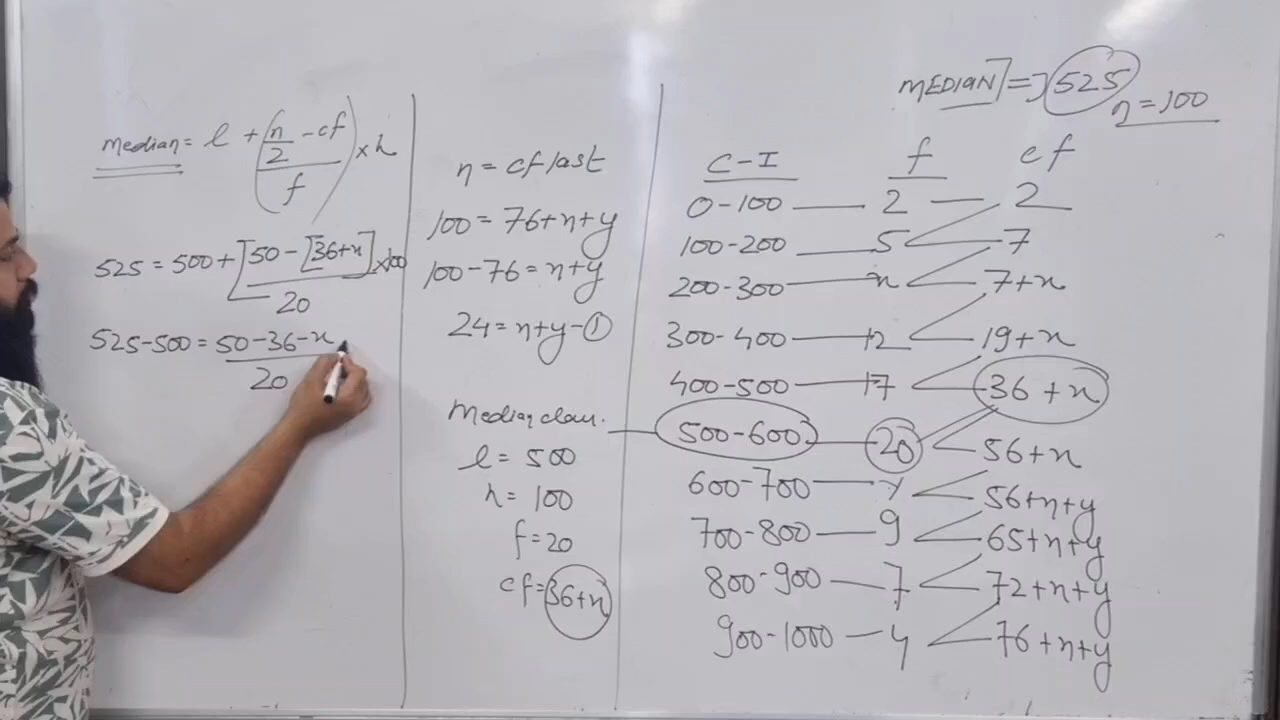 Median = l + (n/2 - cf / f) × h
525 = 500 + [50 - [36+x] / 20] × 100
525-500 = 50-36-x / 20
n = cf last
100 = 76+x+y
100-76 = x+y
24 = x+y-①
Median class.
l = 500
h = 100
f = 20
cf = 36+x
MEDIAN ⇒ 525
n = 100
C-I f cf
0-100 2 2
100-200 5 7
200-300 x 7+x
300-400 12 19+x
400-500 17 36+x
500-600 20 56+x
600-700 y 56+x+y
700-800 9 65+x+y
800-900 7 72+x+y
900-1000 4 76+x+y